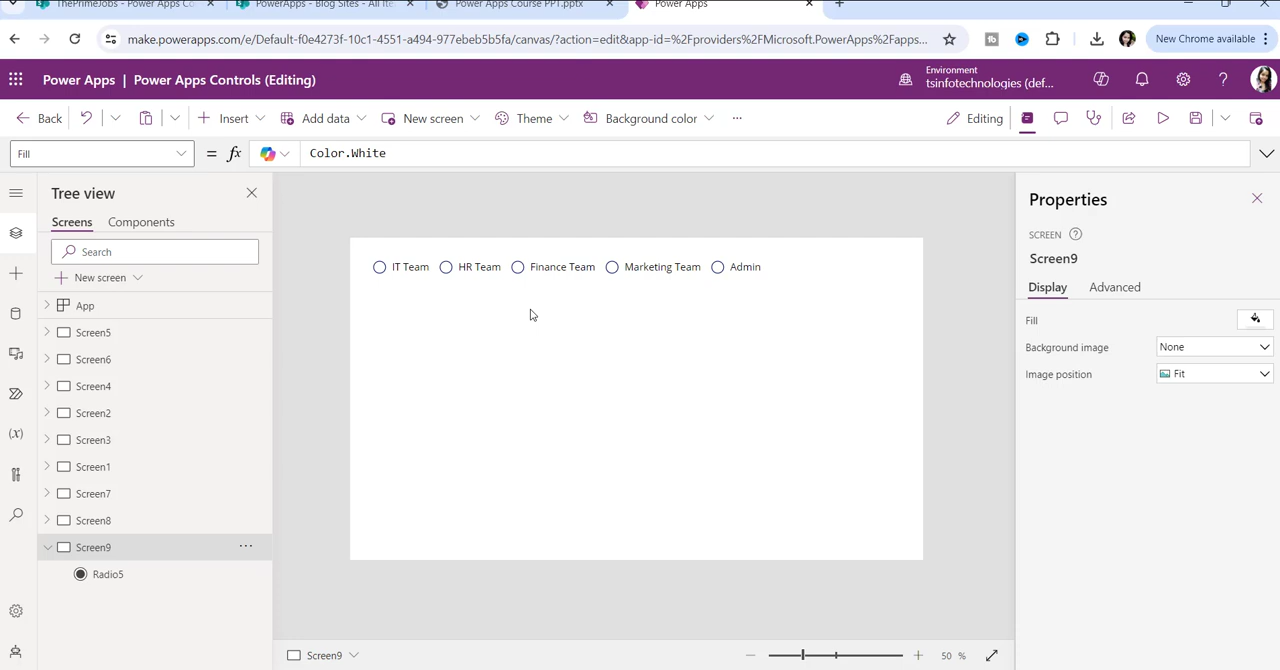 ThePrimeJobs - Power Apps Co
PowerApps - Blog Sites - All Ite
Power Apps Course PPT.pptx
Power Apps
make.powerapps.com/e/Default-f0e4273f-10c1-4551-a494-977ebeb5b5fa/canvas/?action=edit&app-id=%2Fproviders%2FMicrosoft.PowerApps%2Fapps...
New Chrome available
Power Apps | Power Apps Controls (Editing)
Environment
tsinfotechnologies (def...
Back
Insert
Add data
New screen
Theme
Background color
...
Editing
Fill
= fx
Color.White
Tree view
Screens
Components
Search
New screen
App
Screen5
Screen6
Screen4
Screen2
Screen3
Screen1
Screen7
Screen8
Screen9
...
Radio5
IT Team
HR Team
Finance Team
Marketing Team
Admin
Screen9
50 %
Properties
SCREEN
Screen9
Display
Advanced
Fill
Background image
None
Image position
Fit